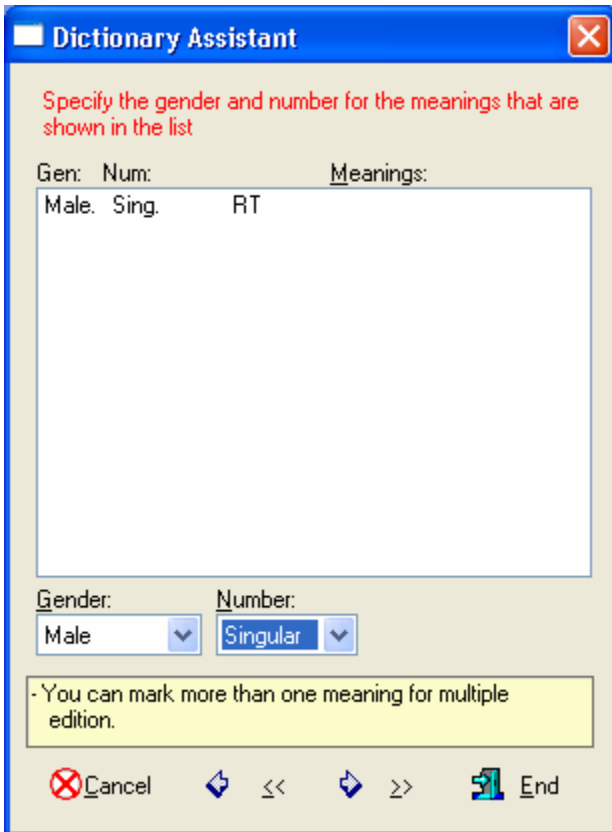 Dictionary Assistant
Specify the gender and number for the meanings that are
shown in the list
Gen: Num: Meanings:
Male. Sing. RT
Gender: Number:
Male Singular
- You can mark more than one meaning for multiple
edition.
Cancel << >> End